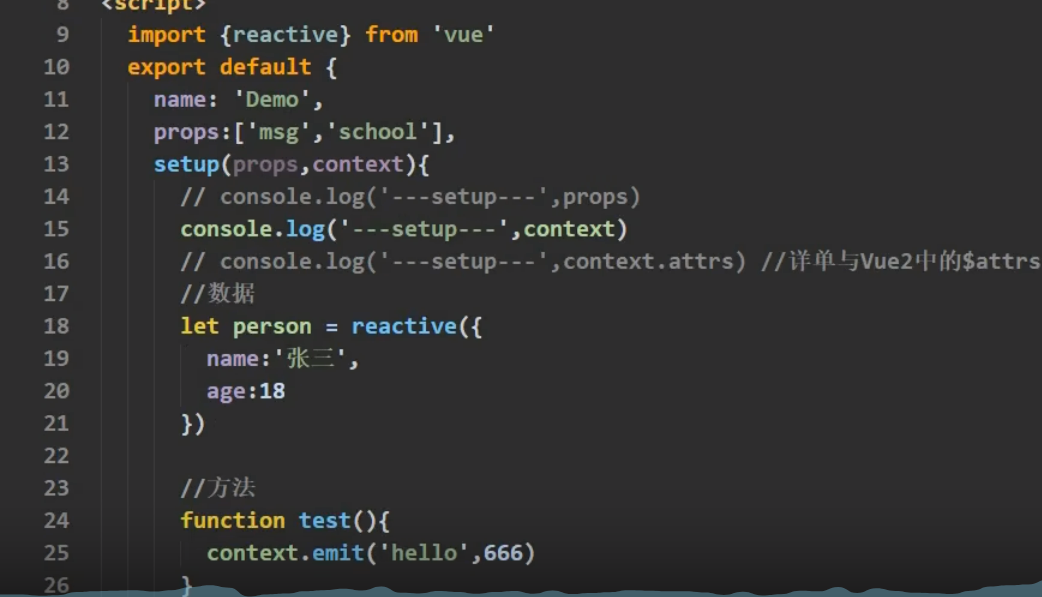 8 <script>
9 import {reactive} from 'vue'
10 export default {
11 name: 'Demo',
12 props:['msg','school'],
13 setup(props,context){
14 // console.log('---setup---',props)
15 console.log('---setup---',context)
16 // console.log('---setup---',context.attrs) //详单与Vue2中的$attrs
17 //数据
18 let person = reactive({
19 name:'张三',
20 age:18
21 })
22
23 //方法
24 function test(){
25 context.emit('hello',666)
26 }